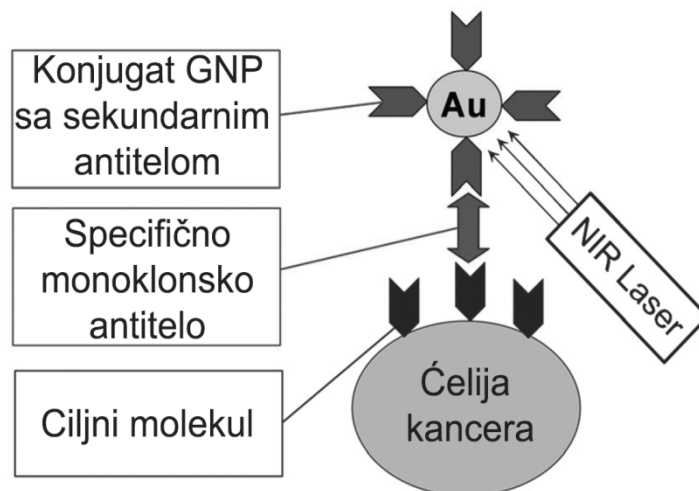 Konjugat GNP
sa sekundarnim
antitelom
Au
Specifično
monoklonsko
antitelo
NIR Laser
Ciljni molekul
Ćelija
kancera